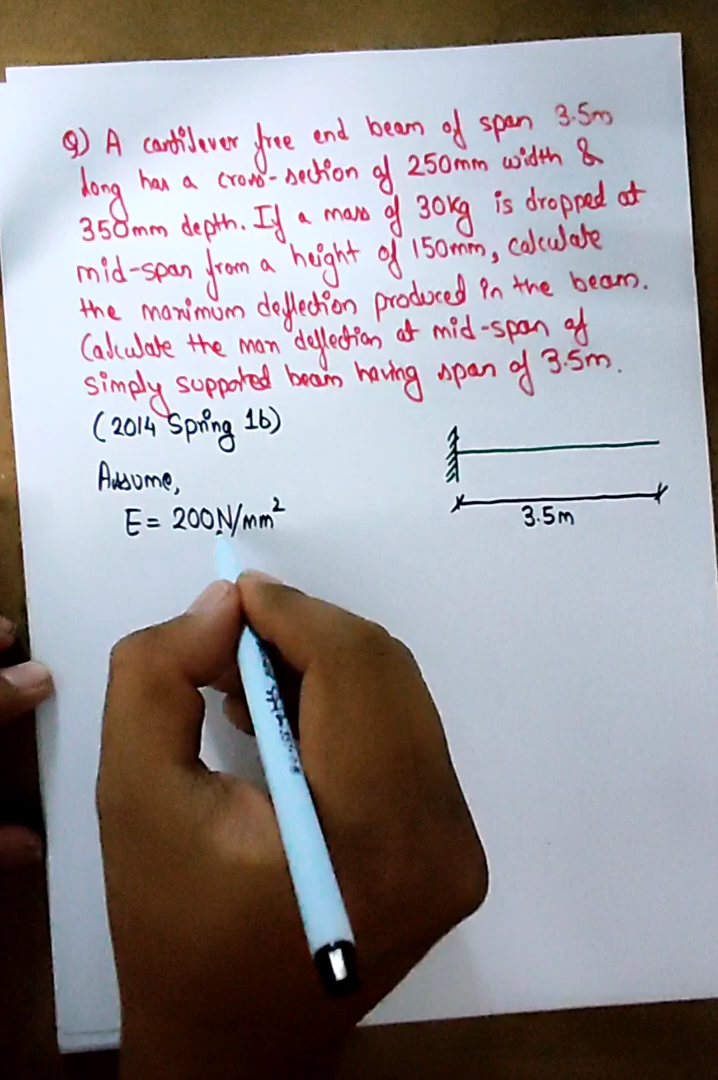 Q) A cantilever free end beam of span 3.5m
long has a cross-section of 250mm width &
350mm depth. If a mass of 30kg is dropped at
mid-span from a height of 150mm, calculate
the maximum deflection produced in the beam.
Calculate the max deflection at mid-span of
simply suppoted beam having span of 3.5m.
(2014 Spring 1b)
Assume,
E = 200N/mm²
3.5m